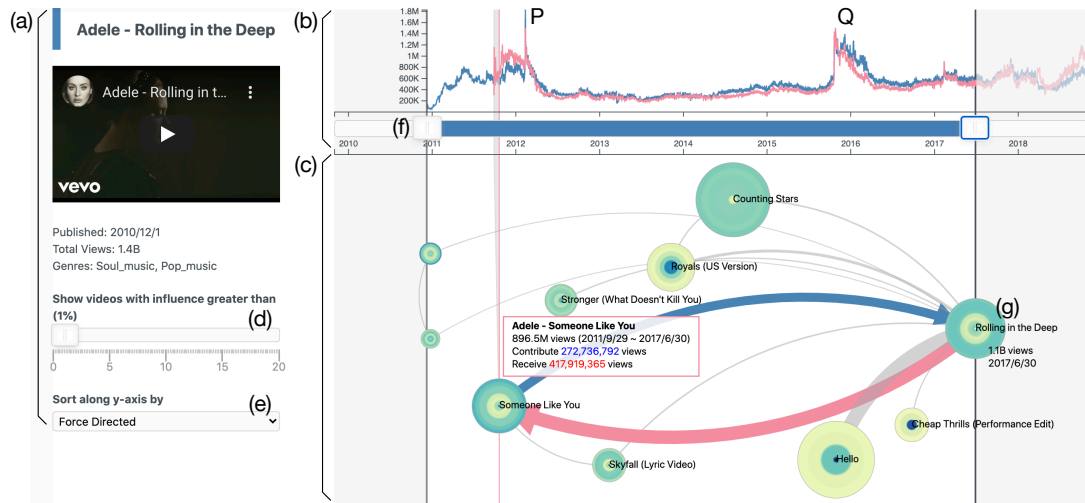 (a)
Adele - Rolling in the Deep
Adele - Rolling in t...
vevo
Published: 2010/12/1
Total Views: 1.4B
Genres: Soul_music, Pop_music
Show videos with influence greater than
(1%)
(d)
0 5 10 15 20
Sort along y-axis by
(e)
Force Directed
(b)
P
Q
1.8M
1.6M
1.4M
1.2M
1M
800K
600K
400K
200K
(f)
2010 2011 2012 2013 2014 2015 2016 2017 2018
(c)
Counting Stars
Royals (US Version)
Stronger (What Doesn't Kill You)
(g)
Rolling in the Deep
1.1B views
2017/6/30
Adele - Someone Like You
896.5M views (2011/9/29 ~ 2017/6/30)
Contribute 272,736,792 views
Receive 417,919,365 views
Someone Like You
Cheap Thrills (Performance Edit)
Hello
Skyfall (Lyric Video)